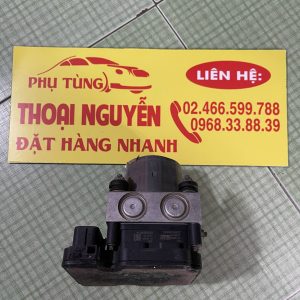 PHỤ TÙNG
THOẠI NGUYỄN
ĐẶT HÀNG NHANH
LIÊN HỆ:
02.466.599.788
0968.33.88.39